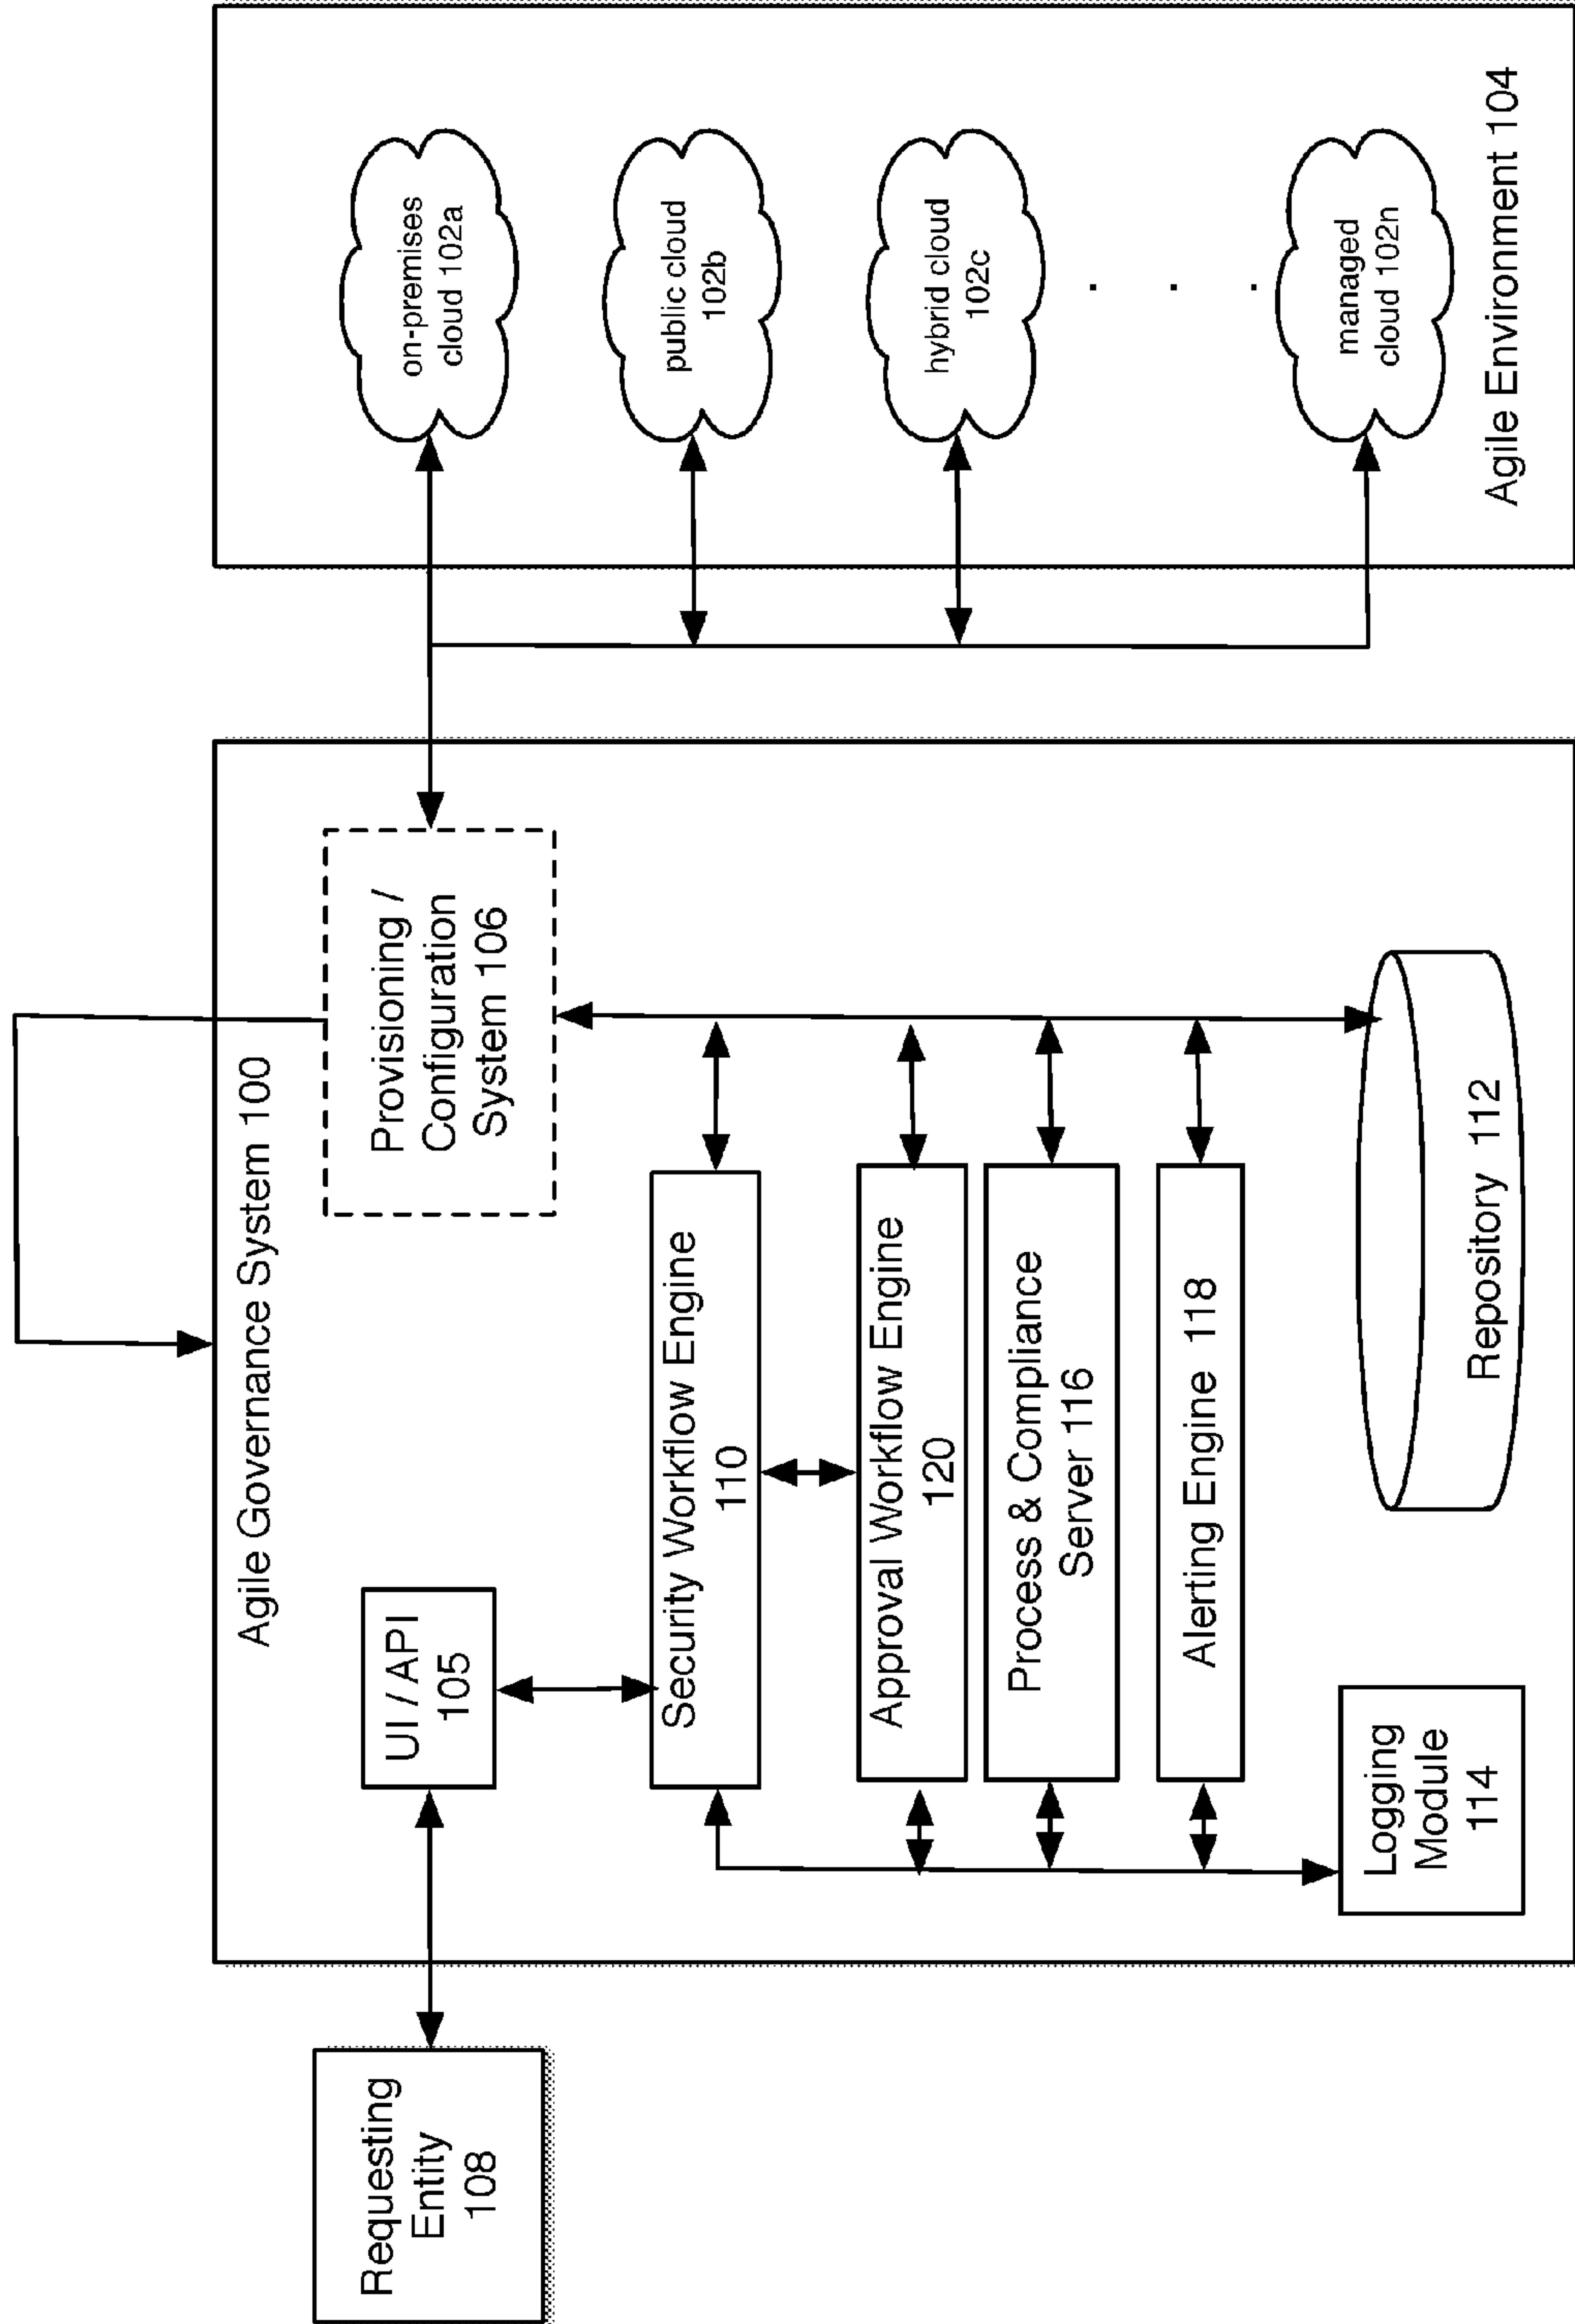 Requesting
Entity
108
Agile Governance System 100
UI / API
105
Provisioning /
Configuration
System 106
Security Workflow Engine
110
Approval Workflow Engine
120
Process & Compliance
Server 116
Alerting Engine 118
Logging
Module
114
Repository 112
on-premises
cloud 102a
public cloud
102b
hybrid cloud
102c
. . .
managed
cloud 102n
Agile Environment 104